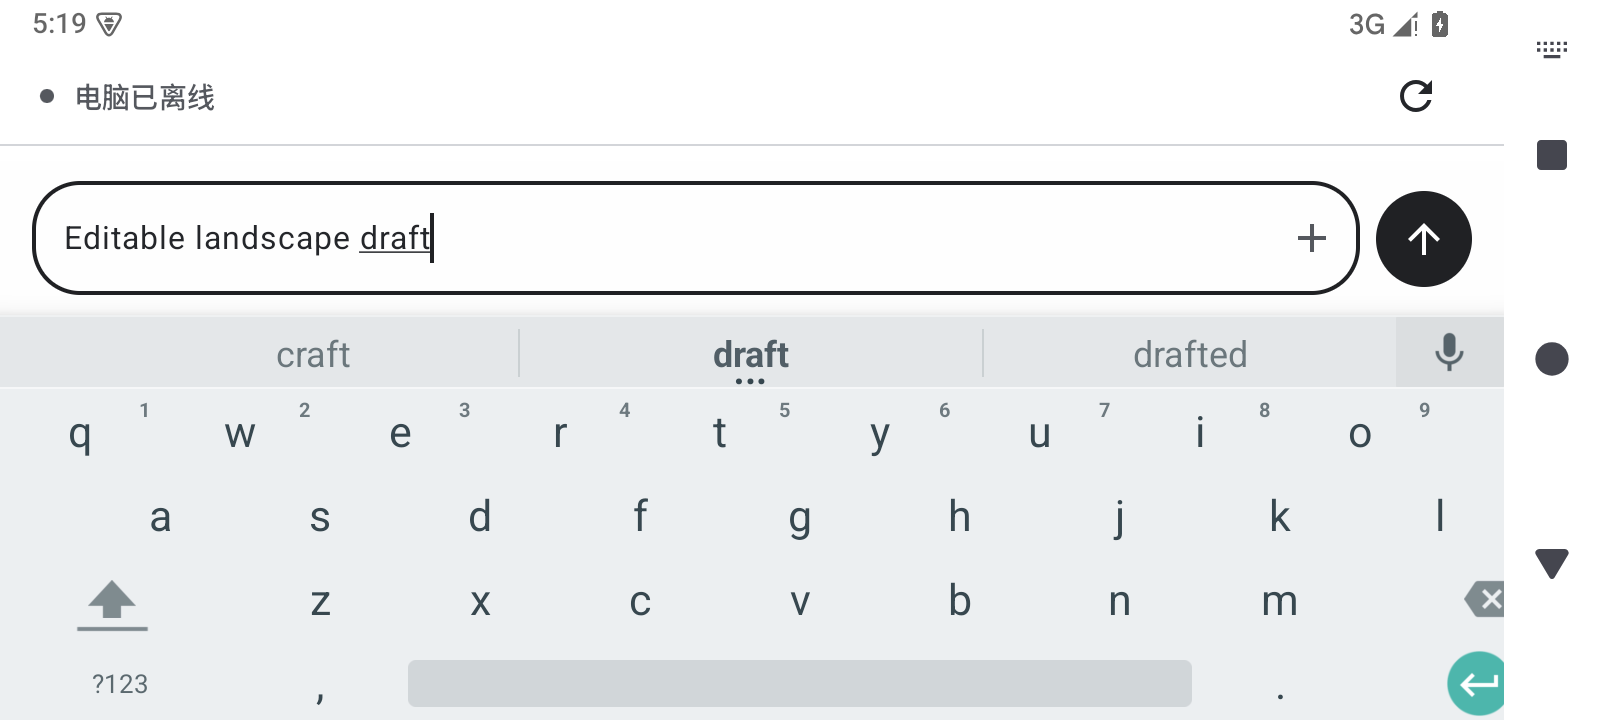 5:19
3G
电脑已离线
Editable landscape draft
craft draft drafted
q 1 w 2 e 3 r 4 t 5 y 6 u 7 i 8 o 9
a s d f g h j k l
z x c v b n m
?123 , .